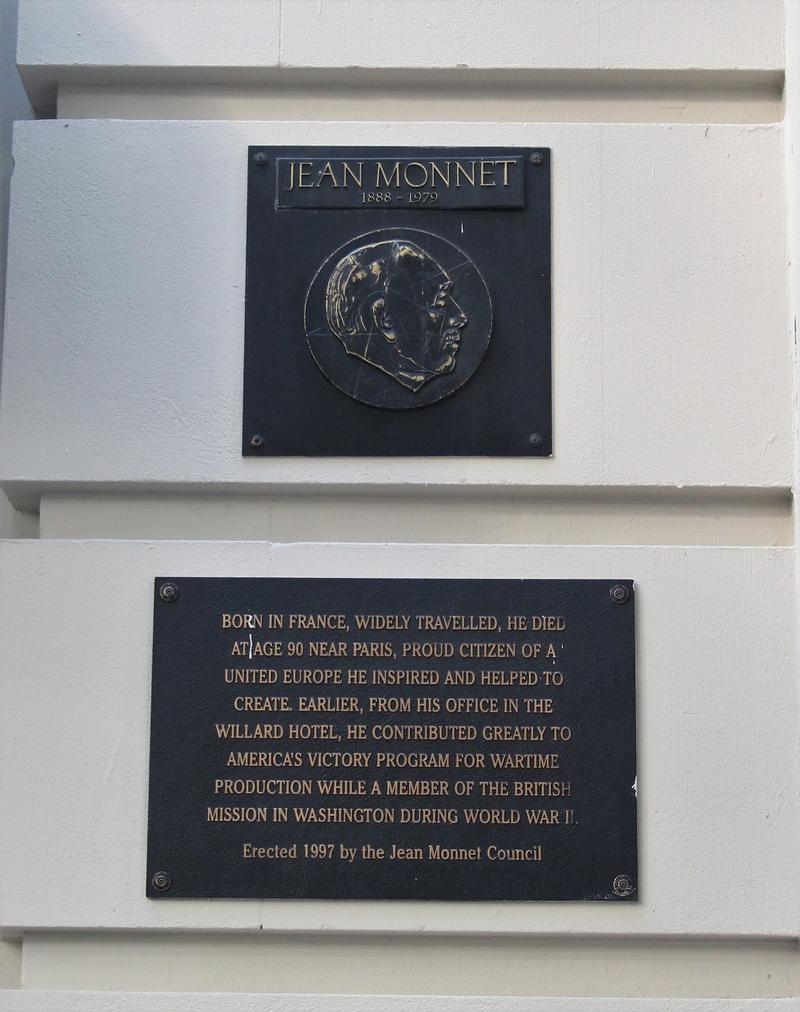 JEAN MONNET
1888 - 1979
BORN IN FRANCE, WIDELY TRAVELLED, HE DIED
AT AGE 90 NEAR PARIS, PROUD CITIZEN OF A
UNITED EUROPE HE INSPIRED AND HELPED TO
CREATE. EARLIER, FROM HIS OFFICE IN THE
WILLARD HOTEL, HE CONTRIBUTED GREATLY TO
AMERICA'S VICTORY PROGRAM FOR WARTIME
PRODUCTION WHILE A MEMBER OF THE BRITISH
MISSION IN WASHINGTON DURING WORLD WAR II.
Erected 1997 by the Jean Monnet Council